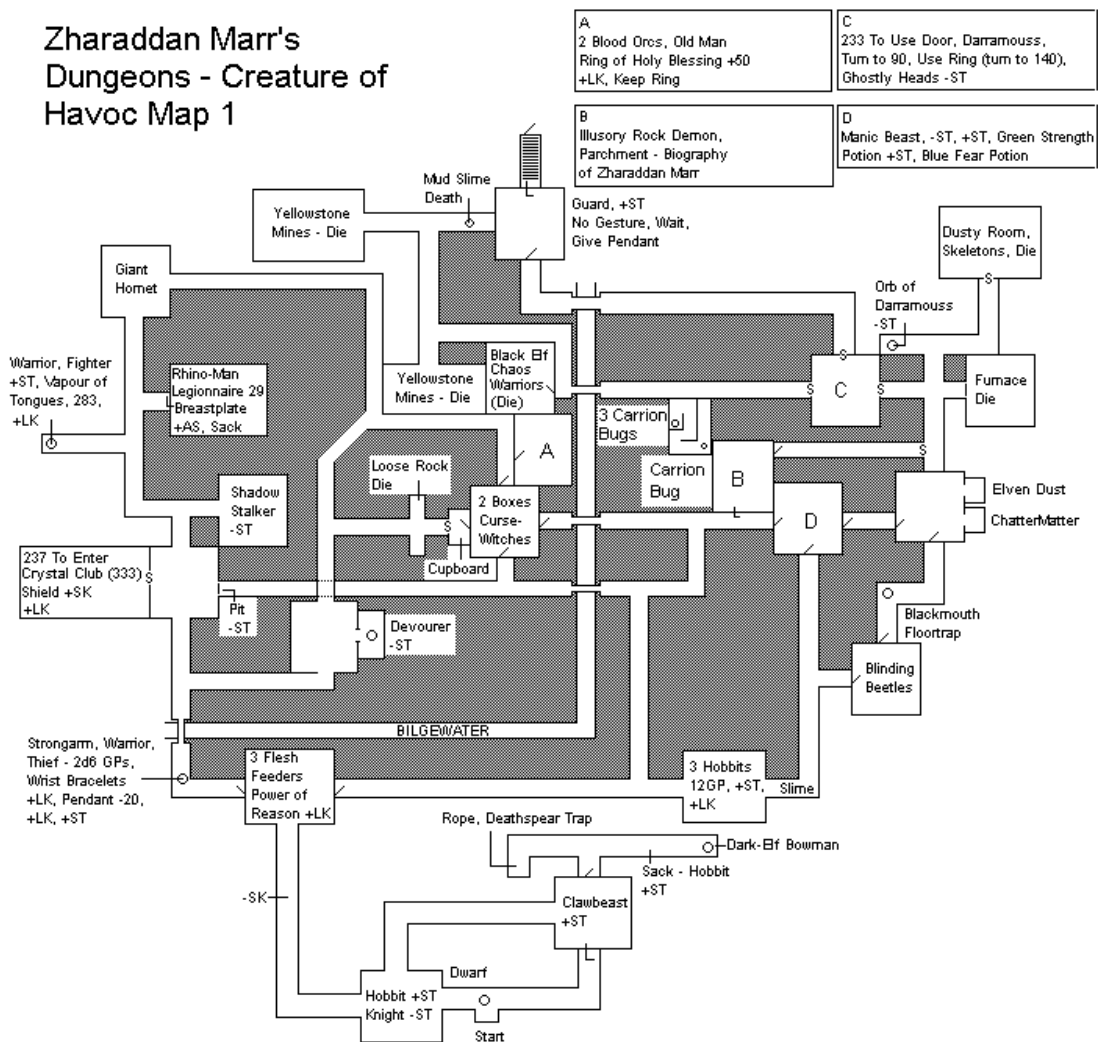 Zharaddan Marr's
Dungeons - Creature of
Havoc Map 1
A
2 Blood Orcs, Old Man
Ring of Holy Blessing +50
+LK, Keep Ring
C
233 To Use Door, Darramouss,
Turn to 90, Use Ring (turn to 140),
Ghostly Heads -ST
B
Illusory Rock Demon,
Parchment - Biography
of Zharaddan Marr
D
Manic Beast, -ST, +ST, Green Strength
Potion +ST, Blue Fear Potion
Mud Slime
Death
L
Yellowstone
Mines - Die
Guard, +ST
No Gesture, Wait,
Give Pendant
Dusty Room,
Skeletons, Die
S
Giant
Hornet
Orb of
Darramouss
-ST
Warrior, Fighter
+ST, Vapour of
Tongues, 283,
+LK
Rhino-Man
Legionnaire 29
Breastplate
+AS, Sack
Yellowstone
Mines - Die
Black Elf
Chaos
Warriors
(Die)
S
S
C
S
Furnace
Die
3 Carrion
Bugs
A
Carrion
Bug
B
L
S
Loose Rock
Die
Shadow
Stalker
-ST
2 Boxes
Curse-
Witches
S
Cupboard
D
Elven Dust
ChatterMatter
237 To Enter
Crystal Club (333)
Shield +SK
+LK
S
Pit
-ST
Devourer
-ST
Blackmouth
Floortrap
Blinding
Beetles
BILGEWATER
Strongarm, Warrior,
Thief - 2d6 GPs,
Wrist Bracelets
+LK, Pendant -20,
+LK, +ST
3 Flesh
Feeders
Power of
Reason +LK
3 Hobbits
12GP, +ST,
+LK
Slime
Rope, Deathspear Trap
Dark-Elf Bowman
Sack - Hobbit
+ST
-SK
Clawbeast
+ST
L
Dwarf
Hobbit +ST
Knight -ST
Start